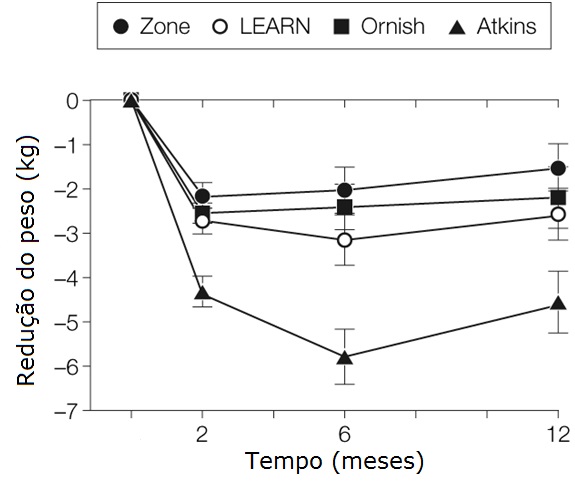 Zone LEARN Ornish Atkins
0
–1
–2
–3
–4
–5
–6
–7
Redução do peso (kg)
2 6 12
Tempo (meses)